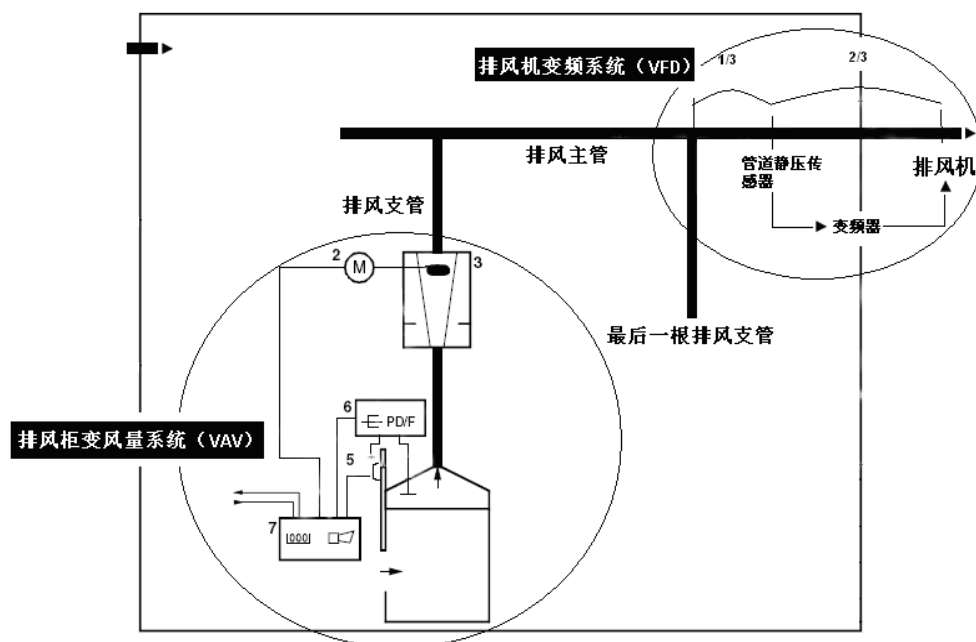 排风机变频系统（VFD）
1/3
2/3
排风主管
管道静压传
感器
排风机
变频器
排风支管
2
M
3
最后一根排风支管
排风柜变风量系统（VAV）
6
PD/F
5
7
000